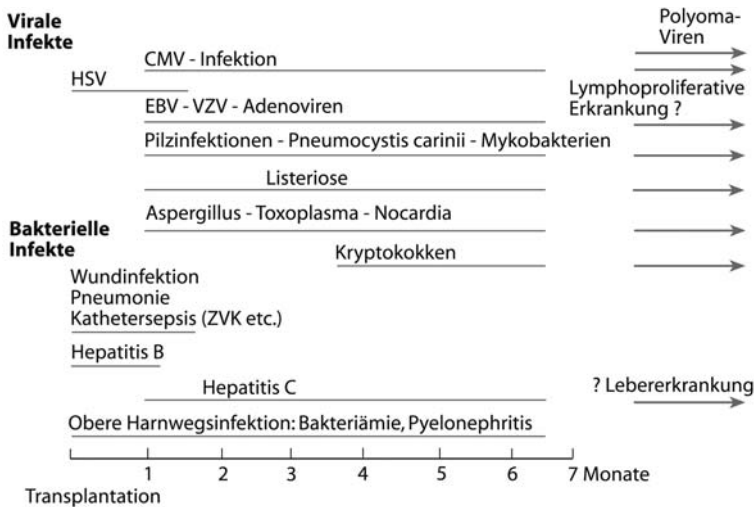 Virale
Infekte
Polyoma-
Viren
CMV - Infektion
HSV
Lymphoproliferative
Erkrankung ?
EBV - VZV - Adenoviren
Pilzinfektionen - Pneumocystis carinii - Mykobakterien
Listeriose
Aspergillus - Toxoplasma - Nocardia
Bakterielle
Infekte
Kryptokokken
Wundinfektion
Pneumonie
Kathetersepsis (ZVK etc.)
Hepatitis B
Hepatitis C
? Lebererkrankung
Obere Harnwegsinfektion: Bakteriämie, Pyelonephritis
1 2 3 4 5 6 7 Monate
Transplantation